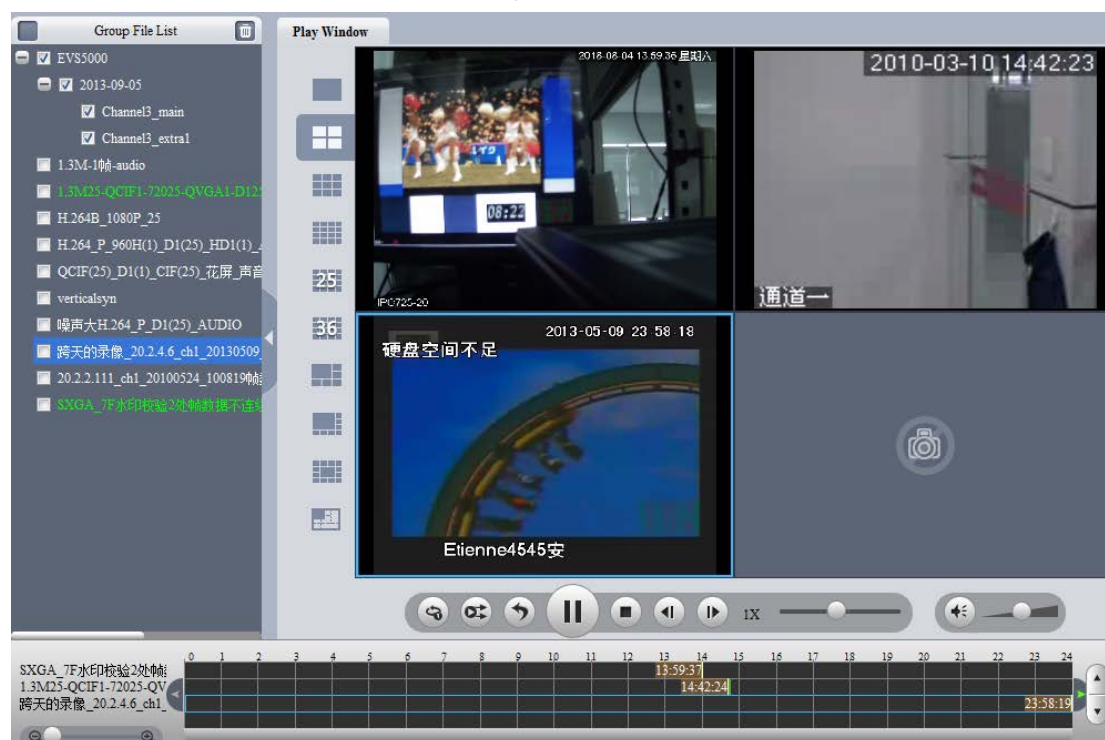 Group File List
Play Window
EVS5000
2013-09-05
Channel3_main
Channel3_extra1
1.3M-1帧-audio
1.3M25-QCIF1-72025-QVGA1-D125
H.264B_1080P_25
H.264_P_960H(1)_D1(25)_HD1(1)_
QCIF(25)_D1(1)_CIF(25)_花屏_声音
verticalsyn
噪声大H.264_P_D1(25)_AUDIO
跨天的录像_20.2.4.6_ch1_20130509_
20.2.2.111_ch1_20100524_100819帧
SXGA_7F水印校验2处帧数据不连续
25
36
2018-08-04 13:59:36 星期六
08:22
IPC725-20
2010-03-10 14:42:23
通道一
2013-05-09 23:58:18
硬盘空间不足
Etienne4545安
1X
0 1 2 3 4 5 6 7 8 9 10 11 12 13 14 15 16 17 18 19 20 21 22 23 24
SXGA_7F水印校验2处帧 13:59:37
1.3M25-QCIF1-72025-QV 14:42:24
跨天的录像_20.2.4.6_ch1_ 23:58:19